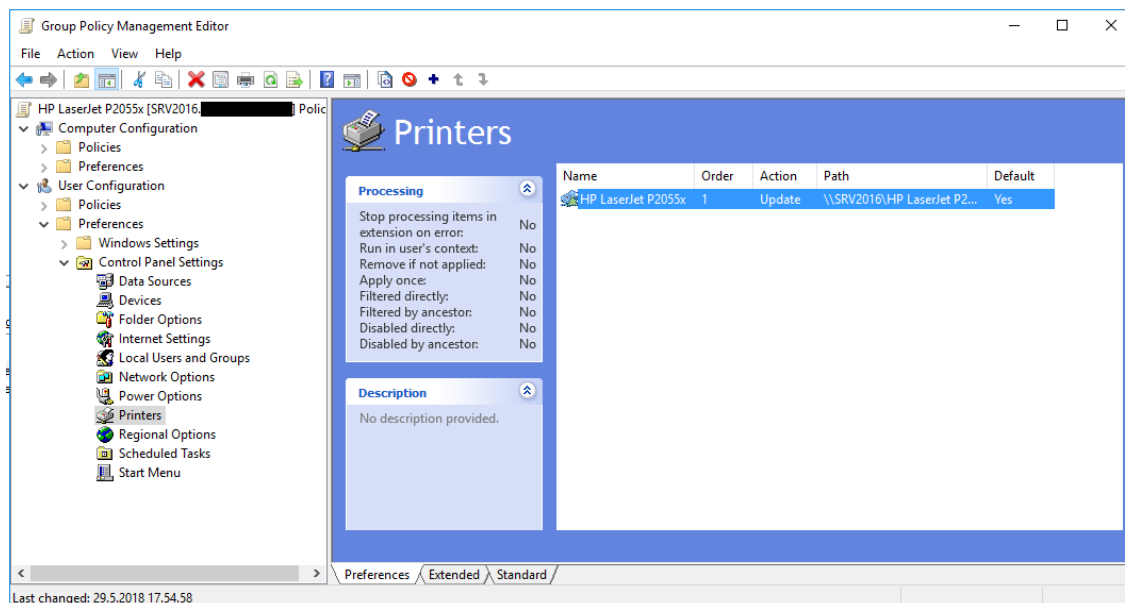 Group Policy Management Editor
File Action View Help
HP LaserJet P2055x [SRV2016. ] Polic
Computer Configuration
Policies
Preferences
User Configuration
Policies
Preferences
Windows Settings
Control Panel Settings
Data Sources
Devices
Folder Options
Internet Settings
Local Users and Groups
Network Options
Power Options
Printers
Regional Options
Scheduled Tasks
Start Menu
Printers
Processing
Stop processing items in extension on error: No
Run in user's context: No
Remove if not applied: No
Apply once: No
Filtered directly: No
Filtered by ancestor: No
Disabled directly: No
Disabled by ancestor: No
Description
No description provided.
Name Order Action Path Default
HP LaserJet P2055x 1 Update \\SRV2016\HP LaserJet P2... Yes
Preferences Extended Standard
Last changed: 29.5.2018 17.54.58